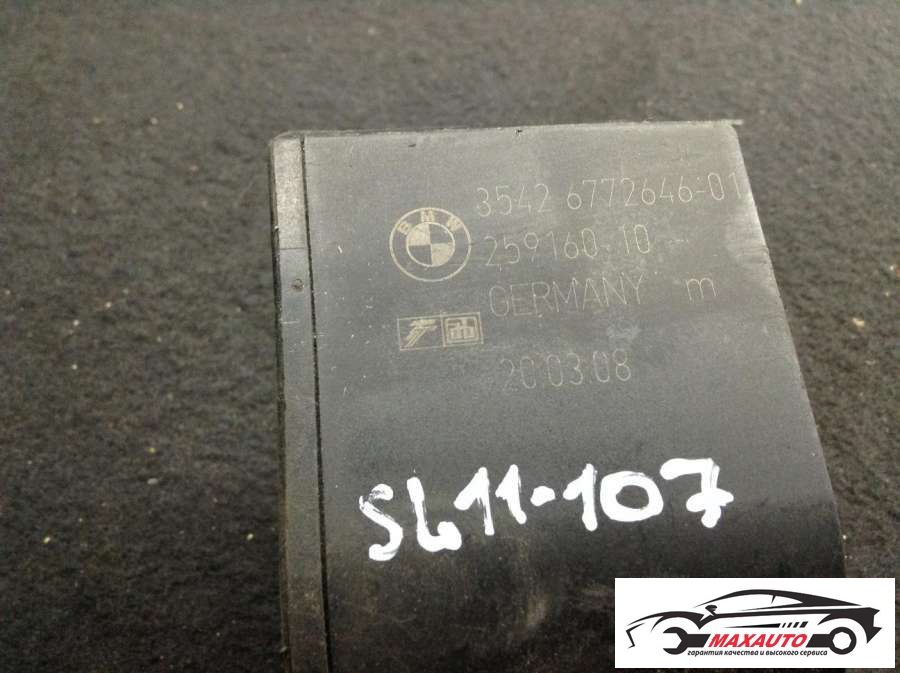 3542 6772646-01
BMW
259160-10
GERMANY m
20.03.08
SL11-107
MAXAUTO
гарантия качества и высокого сервиса